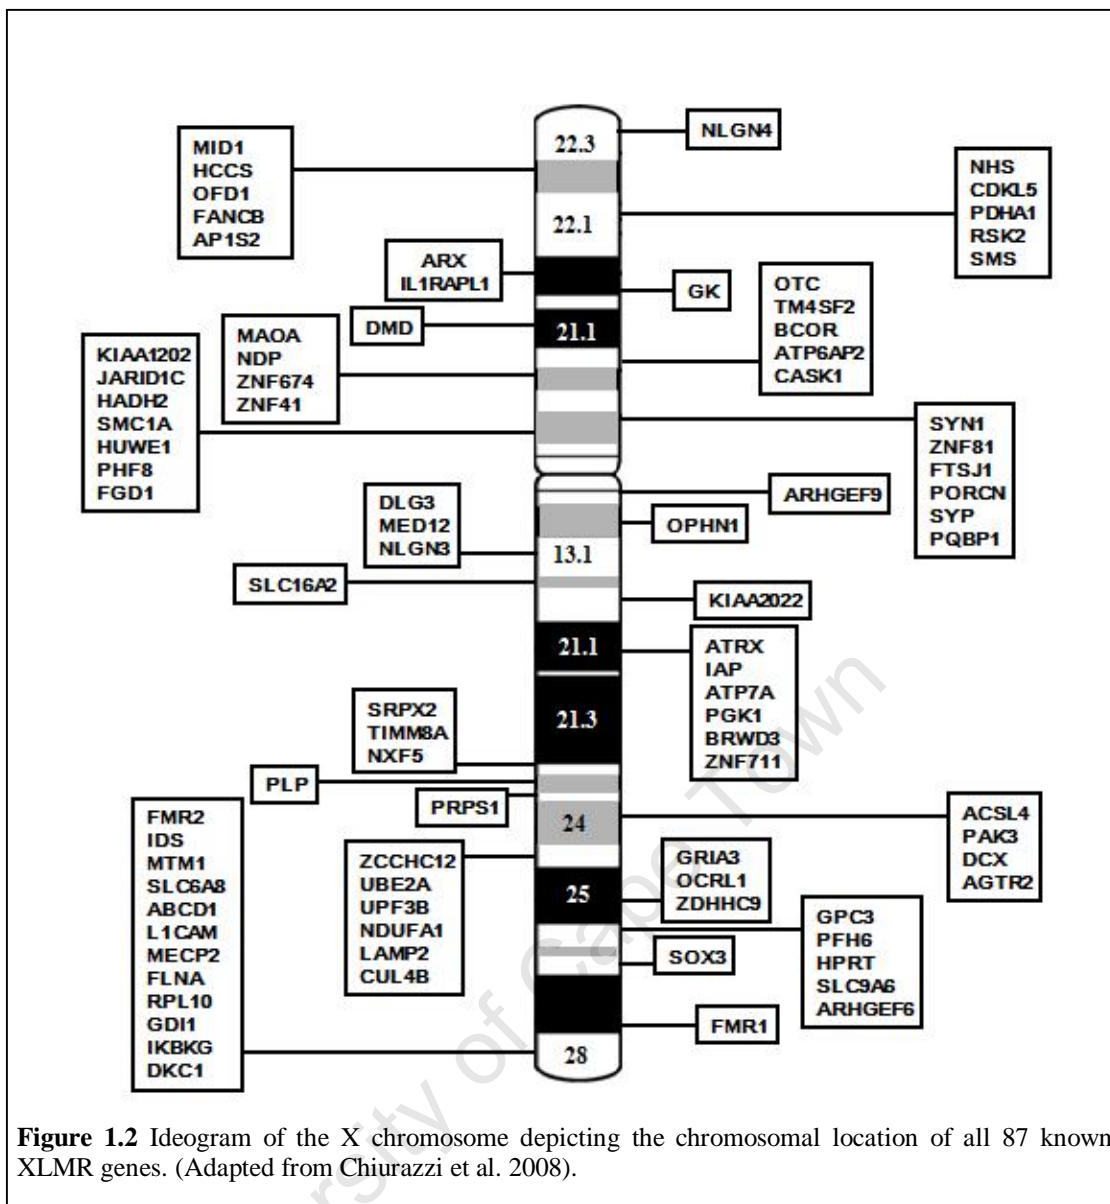 22.3
22.1
21.1
13.1
21.1
21.3
24
25
28
MID1
HCCS
OFD1
FANCB
AP1S2
NLGN4
NHS
CDKL5
PDHA1
RSK2
SMS
ARX
IL1RAPL1
GK
OTC
TM4SF2
BCOR
ATP6AP2
CASK1
DMD
MAOA
NDP
ZNF674
ZNF41
KIAA1202
JARID1C
HADH2
SMC1A
HUWE1
PHF8
FGD1
SYN1
ZNF81
FTSJ1
PORCN
SYP
PQBP1
ARHGEF9
DLG3
MED12
NLGN3
OPHN1
SLC16A2
KIAA2022
ATRX
IAP
ATP7A
PGK1
BRWD3
ZNF711
SRPX2
TIMM8A
NXF5
PLP
PRPS1
FMR2
IDS
MTM1
SLC6A8
ABCD1
L1CAM
MECP2
FLNA
RPL10
GDI1
IKBKG
DKC1
ZCCHC12
UBE2A
UPF3B
NDUFA1
LAMP2
CUL4B
ACSL4
PAK3
DCX
AGTR2
GRIA3
OCRL1
ZDHHC9
GPC3
PFH6
HPRT
SLC9A6
ARHGEF6
SOX3
FMR1
ersity of Cape Town
Figure 1.2 Ideogram of the X chromosome depicting the chromosomal location of all 87 known
XLMR genes. (Adapted from Chiurazzi et al. 2008).